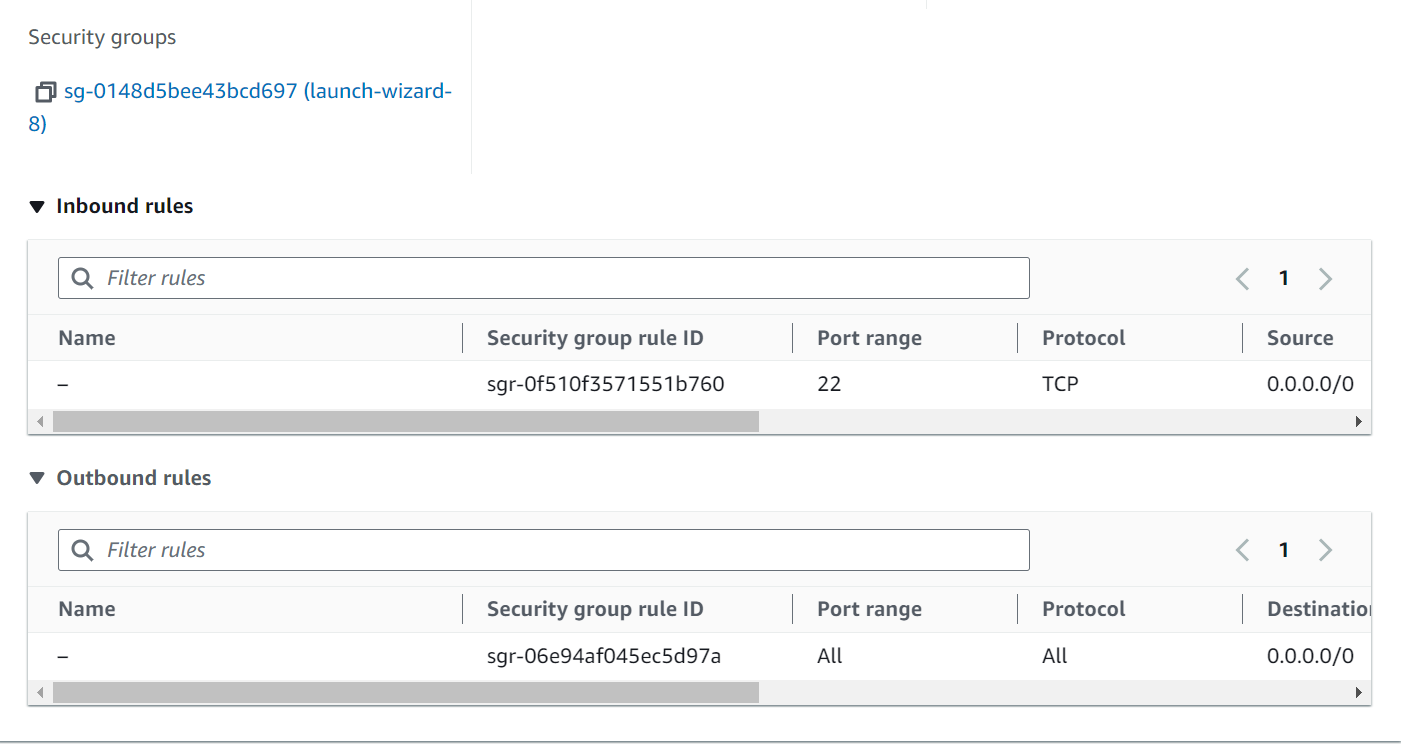 Security groups
sg-0148d5bee43bcd697 (launch-wizard-
8)
Inbound rules
Filter rules
1
Name Security group rule ID Port range Protocol Source
– sgr-0f510f3571551b760 22 TCP 0.0.0.0/0
Outbound rules
Filter rules
1
Name Security group rule ID Port range Protocol Destination
– sgr-06e94af045ec5d97a All All 0.0.0.0/0